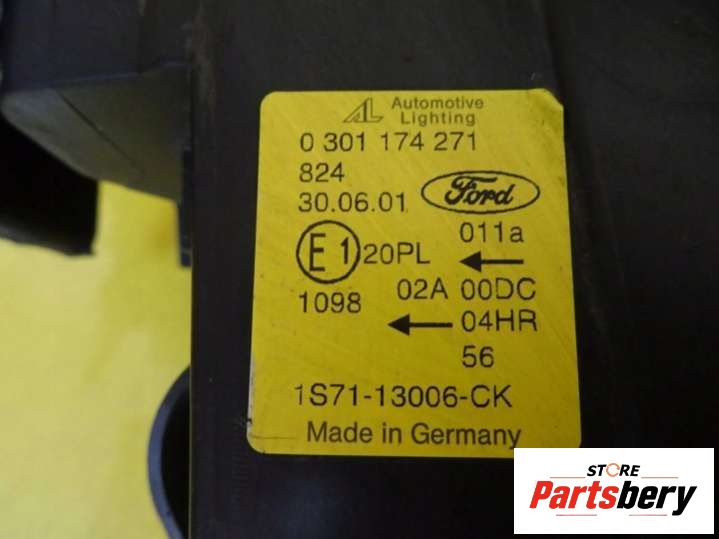 AL Automotive
Lighting
0 301 174 271
824
30.06.01
Ford
011a
E1 20PL
1098
02A 00DC
04HR
56
1S71-13006-CK
Made in Germany
STORE
Partsbery